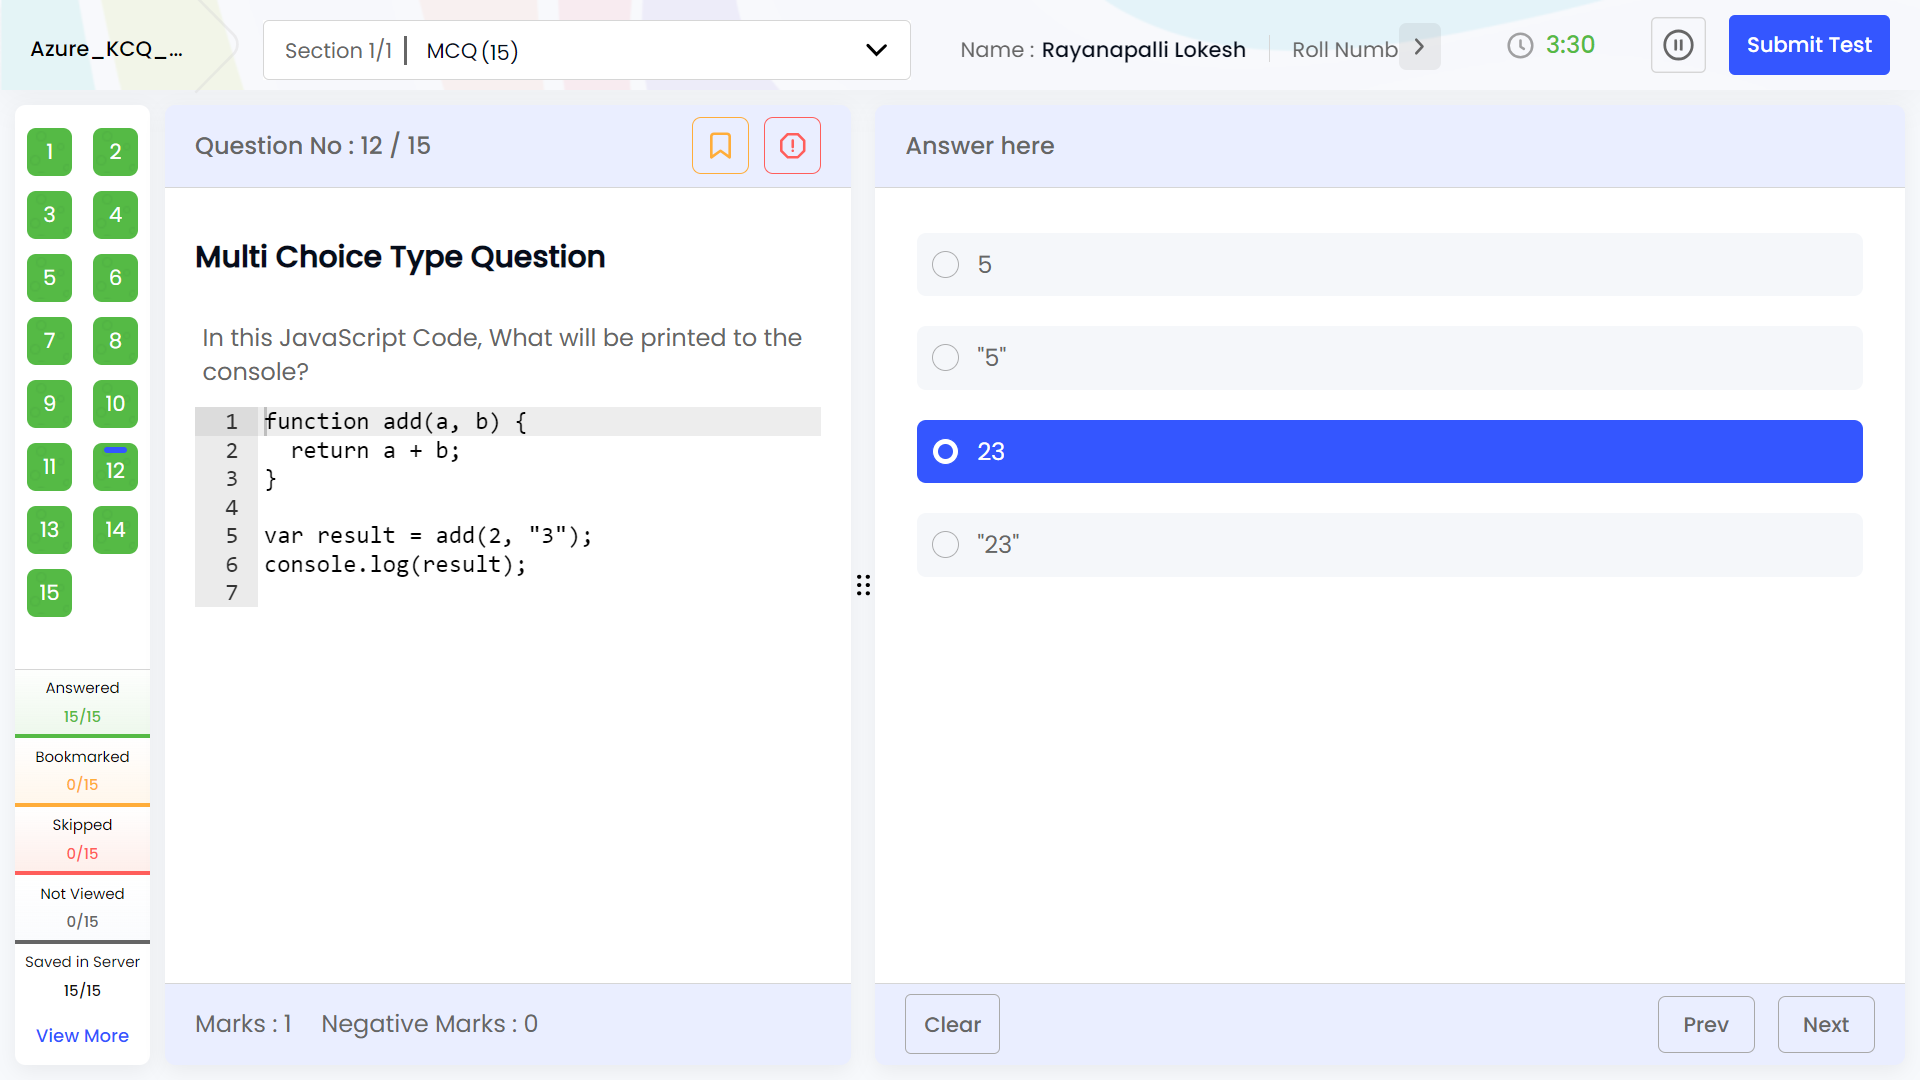 Azure_KCQ_...
Section 1/1 | MCQ (15)
Name : Rayanapalli Lokesh
Roll Numb
3:30
Submit Test
1 2
3 4
5 6
7 8
9 10
11 12
13 14
15
Answered
15/15
Bookmarked
0/15
Skipped
0/15
Not Viewed
0/15
Saved in Server
15/15
View More
Question No : 12 / 15
Multi Choice Type Question
In this JavaScript Code, What will be printed to the
console?
1 function add(a, b) {
2   return a + b;
3 }
4
5 var result = add(2, "3");
6 console.log(result);
7
Marks : 1 Negative Marks : 0
Answer here
5
"5"
23
"23"
Clear
Prev
Next